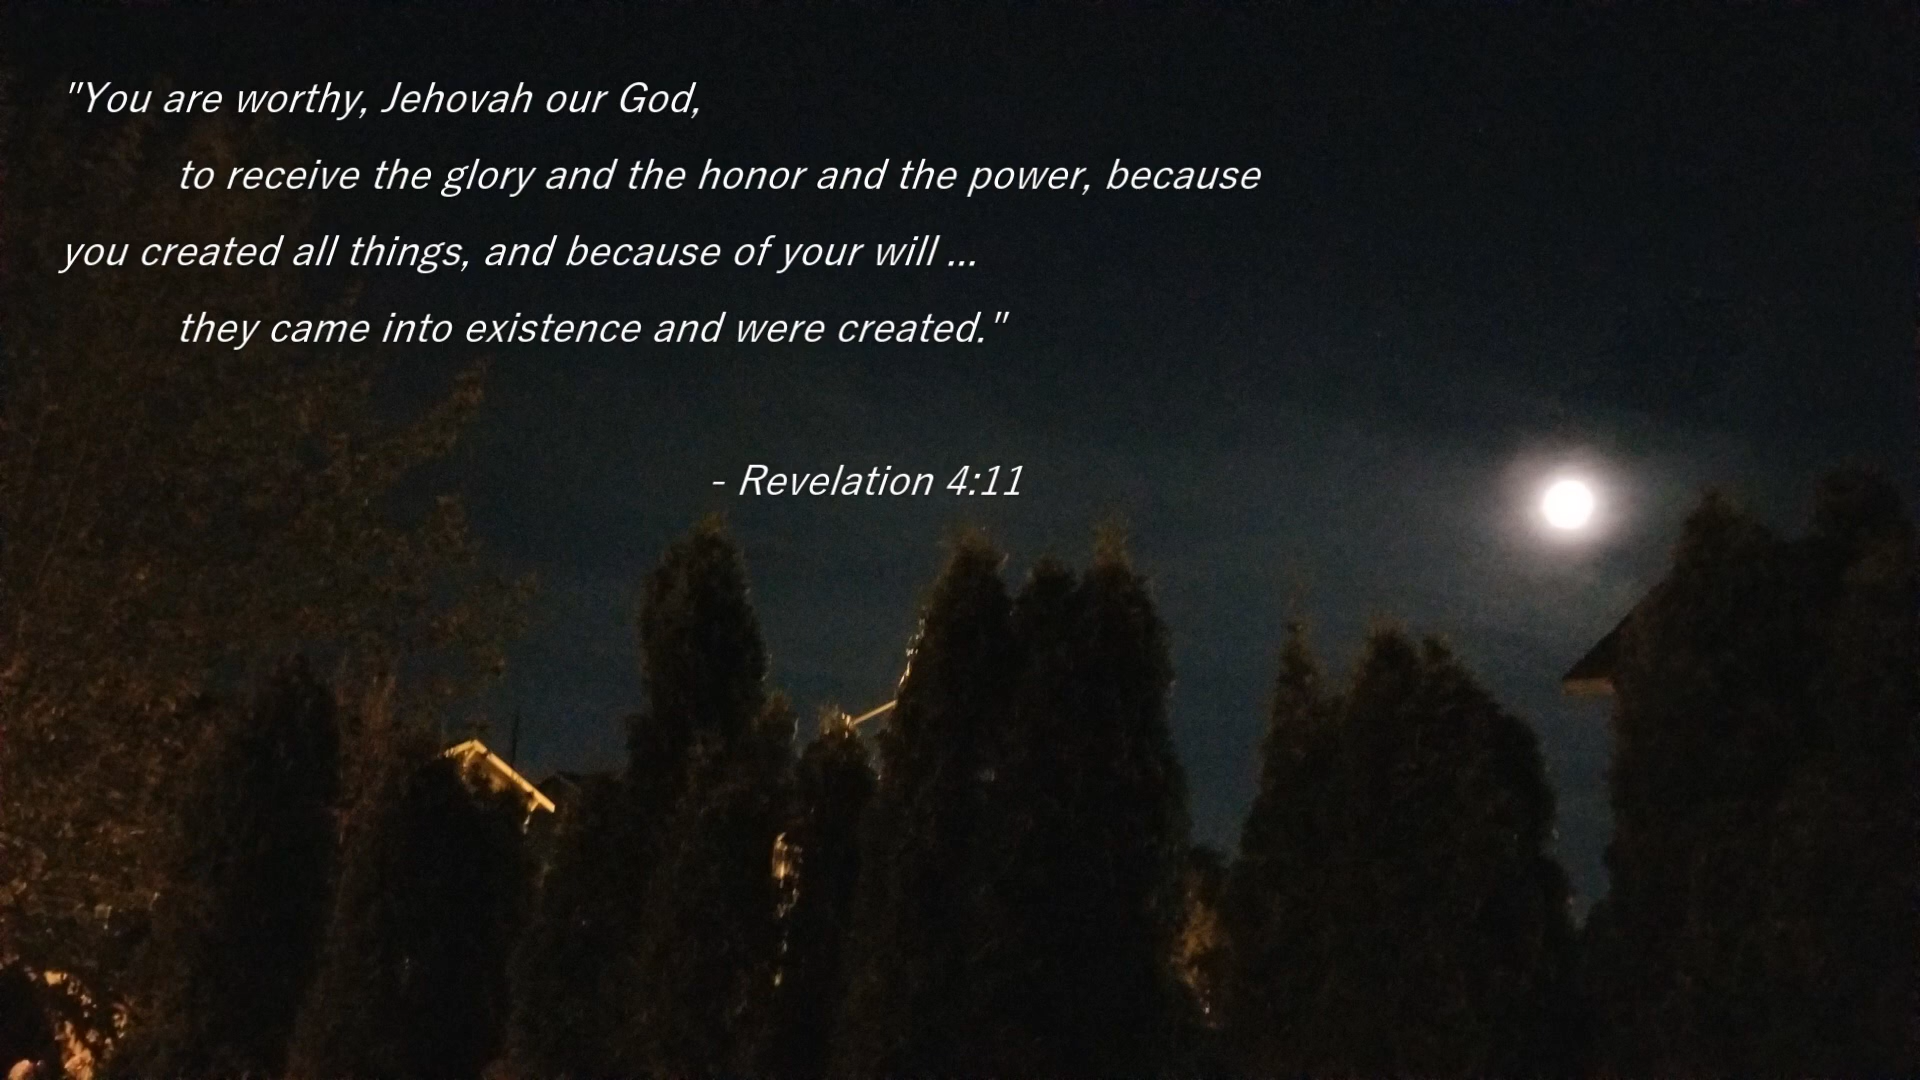 "You are worthy, Jehovah our God,
to receive the glory and the honor and the power, because
you created all things, and because of your will ...
they came into existence and were created."
- Revelation 4:11